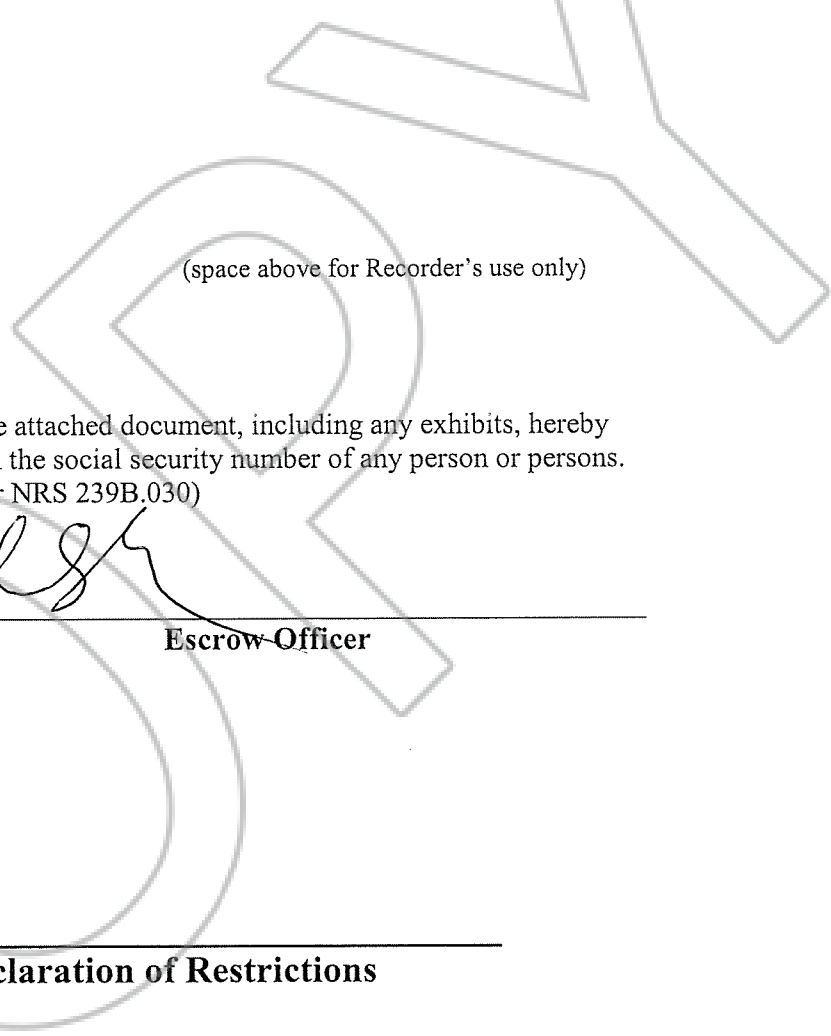 (space above for Recorder's use only)
e attached document, including any exhibits, hereby
the social security number of any person or persons.
NRS 239B.030)
Escrow Officer
claration of Restrictions
OPY